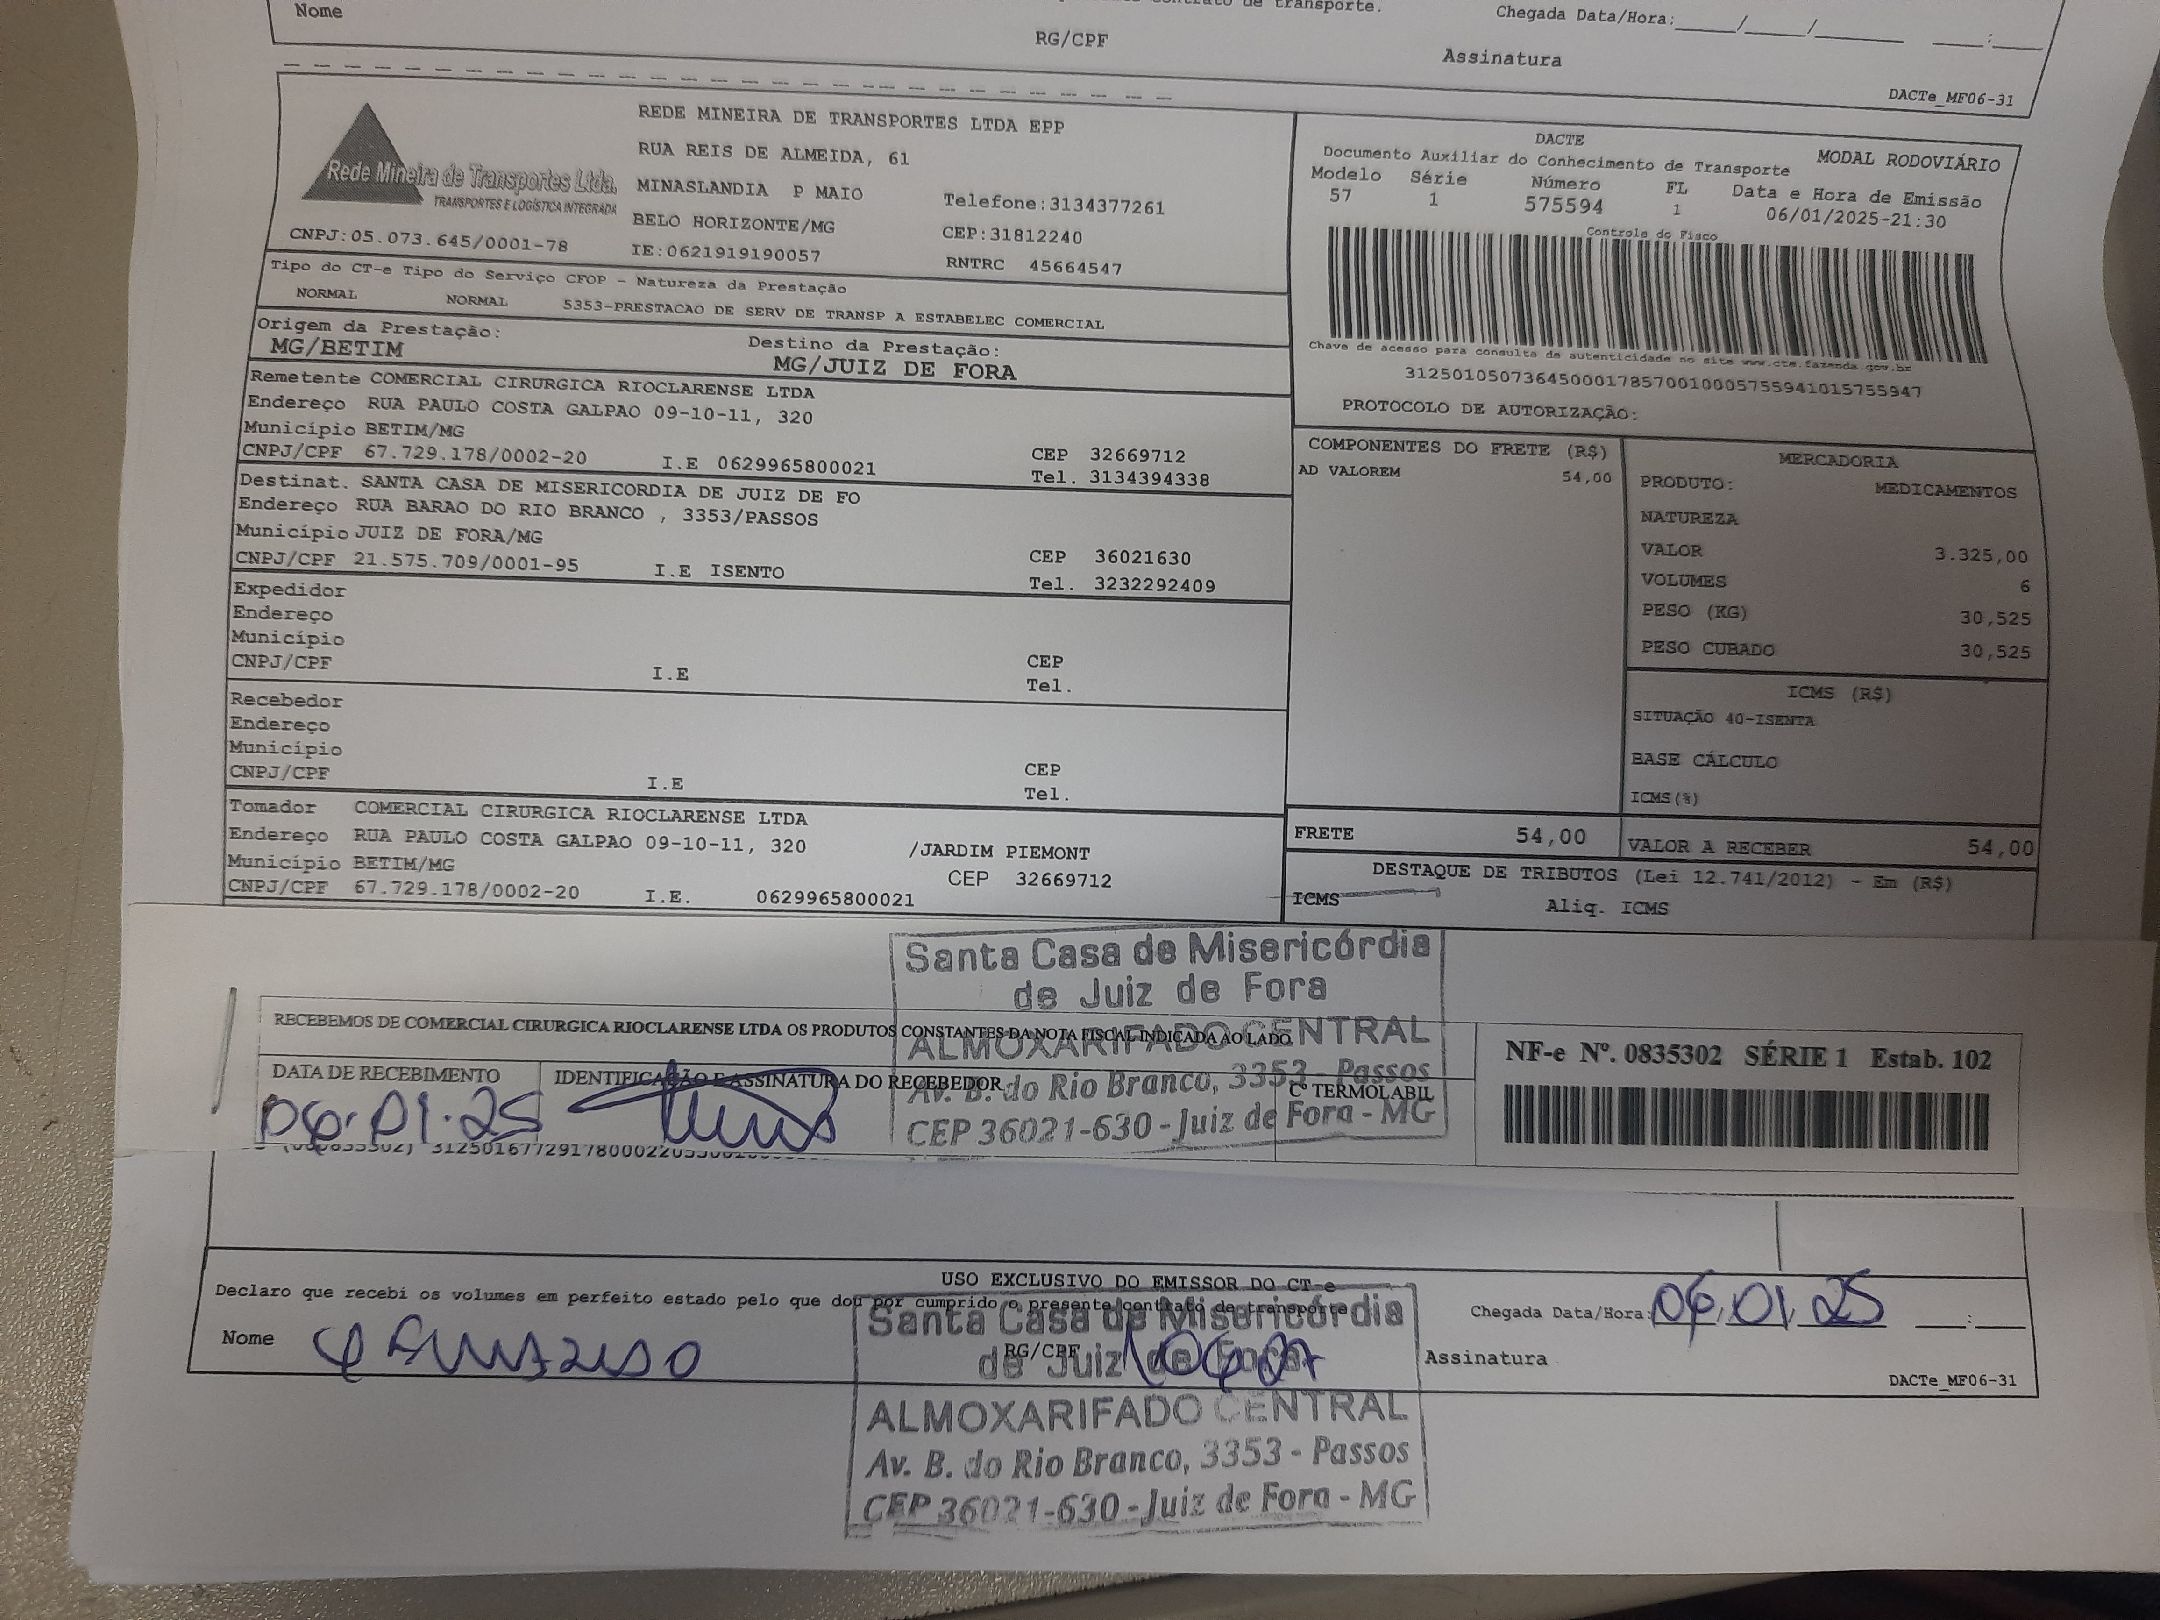 de transporte.
Nome
RG/CPF
Chegada Data/Hora:____/____/______ ___:___
Assinatura
DACTe_MF06-31
Rede Mineira de Transportes Ltda.
TRANSPORTES E LOGÍSTICA INTEGRADA
REDE MINEIRA DE TRANSPORTES LTDA EPP
RUA REIS DE ALMEIDA, 61
MINASLANDIA P MAIO
Telefone:3134377261
BELO HORIZONTE/MG
CEP:31812240
CNPJ:05.073.645/0001-78
IE:0621919190057
RNTRC 45664547
DACTE
Documento Auxiliar do Conhecimento de Transporte
MODAL RODOVIÁRIO
Modelo Série Número FL Data e Hora de Emissão
57 1 575594 1 06/01/2025-21:30
Controle do Fisco
Chave de acesso para consulta de autenticidade no site www.cte.fazenda.gov.br
31250105073645000178570010005755941015755947
PROTOCOLO DE AUTORIZAÇÃO:
Tipo do CT-e Tipo do Serviço CFOP - Natureza da Prestação
NORMAL NORMAL 5353-PRESTACAO DE SERV DE TRANSP A ESTABELEC COMERCIAL
Origem da Prestação:
MG/BETIM
Destino da Prestação:
MG/JUIZ DE FORA
Remetente COMERCIAL CIRURGICA RIOCLARENSE LTDA
Endereço RUA PAULO COSTA GALPAO 09-10-11, 320
Município BETIM/MG
CEP 32669712
CNPJ/CPF 67.729.178/0002-20 I.E 0629965800021 Tel. 3134394338
Destinat. SANTA CASA DE MISERICORDIA DE JUIZ DE FO
Endereço RUA BARAO DO RIO BRANCO , 3353/PASSOS
Município JUIZ DE FORA/MG
CEP 36021630
CNPJ/CPF 21.575.709/0001-95 I.E ISENTO Tel. 3232292409
Expedidor
Endereço
Município
CEP
CNPJ/CPF I.E Tel.
Recebedor
Endereço
Município
CEP
CNPJ/CPF I.E Tel.
Tomador COMERCIAL CIRURGICA RIOCLARENSE LTDA
Endereço RUA PAULO COSTA GALPAO 09-10-11, 320 /JARDIM PIEMONT
Município BETIM/MG CEP 32669712
CNPJ/CPF 67.729.178/0002-20 I.E. 0629965800021
COMPONENTES DO FRETE (R$)
AD VALOREM 54,00
MERCADORIA
PRODUTO: MEDICAMENTOS
NATUREZA
VALOR 3.325,00
VOLUMES 6
PESO (KG) 30,525
PESO CUBADO 30,525
ICMS (R$)
SITUAÇÃO 40-ISENTA
BASE CÁLCULO
ICMS(%)
FRETE 54,00
VALOR A RECEBER 54,00
DESTAQUE DE TRIBUTOS (Lei 12.741/2012) - Em (R$)
ICMS Aliq. ICMS
Santa Casa de Misericórdia
de Juiz de Fora
ALMOXARIFADO CENTRAL
Av. B. do Rio Branco, 3353 - Passos
CEP 36021-630 - Juiz de Fora - MG
RECEBEMOS DE COMERCIAL CIRURGICA RIOCLARENSE LTDA OS PRODUTOS CONSTANTES DA NOTA FISCAL INDICADA AO LADO.
DATA DE RECEBIMENTO
IDENTIFICAÇÃO E ASSINATURA DO RECEBEDOR
Cº TERMOLABIL
06.01.25
NF-e Nº. 0835302 SÉRIE 1 Estab. 102
USO EXCLUSIVO DO EMISSOR DO CT-e
Declaro que recebi os volumes em perfeito estado pelo que dou por cumprido o presente contrato de transporte.
Chegada Data/Hora: 06.01.25 ___:___
Nome
RG/CPF
Assinatura
DACTe_MF06-31
Santa Casa de Misericórdia
de Juiz de Fora
ALMOXARIFADO CENTRAL
Av. B. do Rio Branco, 3353 - Passos
CEP 36021-630 - Juiz de Fora - MG